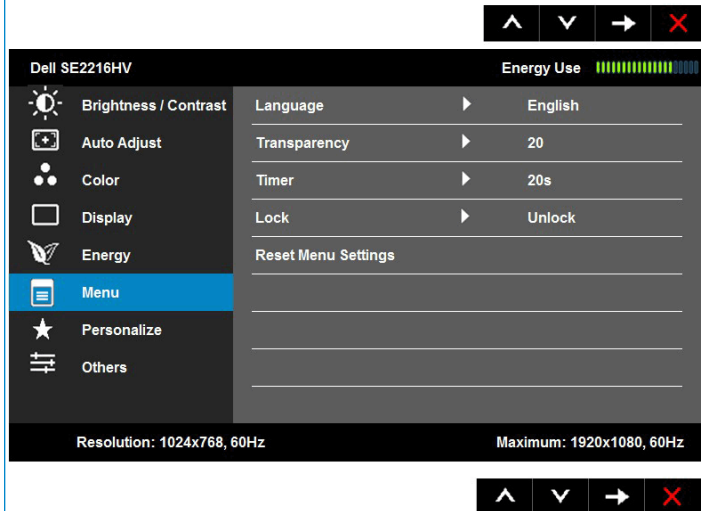 Dell SE2216HV Energy Use
Brightness / Contrast Language English
Auto Adjust Transparency 20
Color Timer 20s
Display Lock Unlock
Energy Reset Menu Settings
Menu
Personalize
Others
Resolution: 1024x768, 60Hz Maximum: 1920x1080, 60Hz